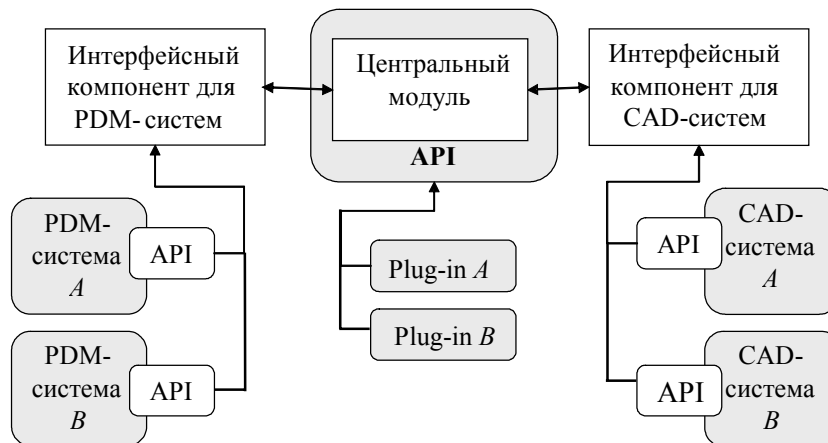 Интерфейсный
компонент для
PDM- систем
Центральный
модуль
API
Интерфейсный
компонент для
CAD-систем
PDM-
система
A
API
PDM-
система
B
API
Plug-in A
Plug-in B
API
CAD-
система
A
API
CAD-
система
B